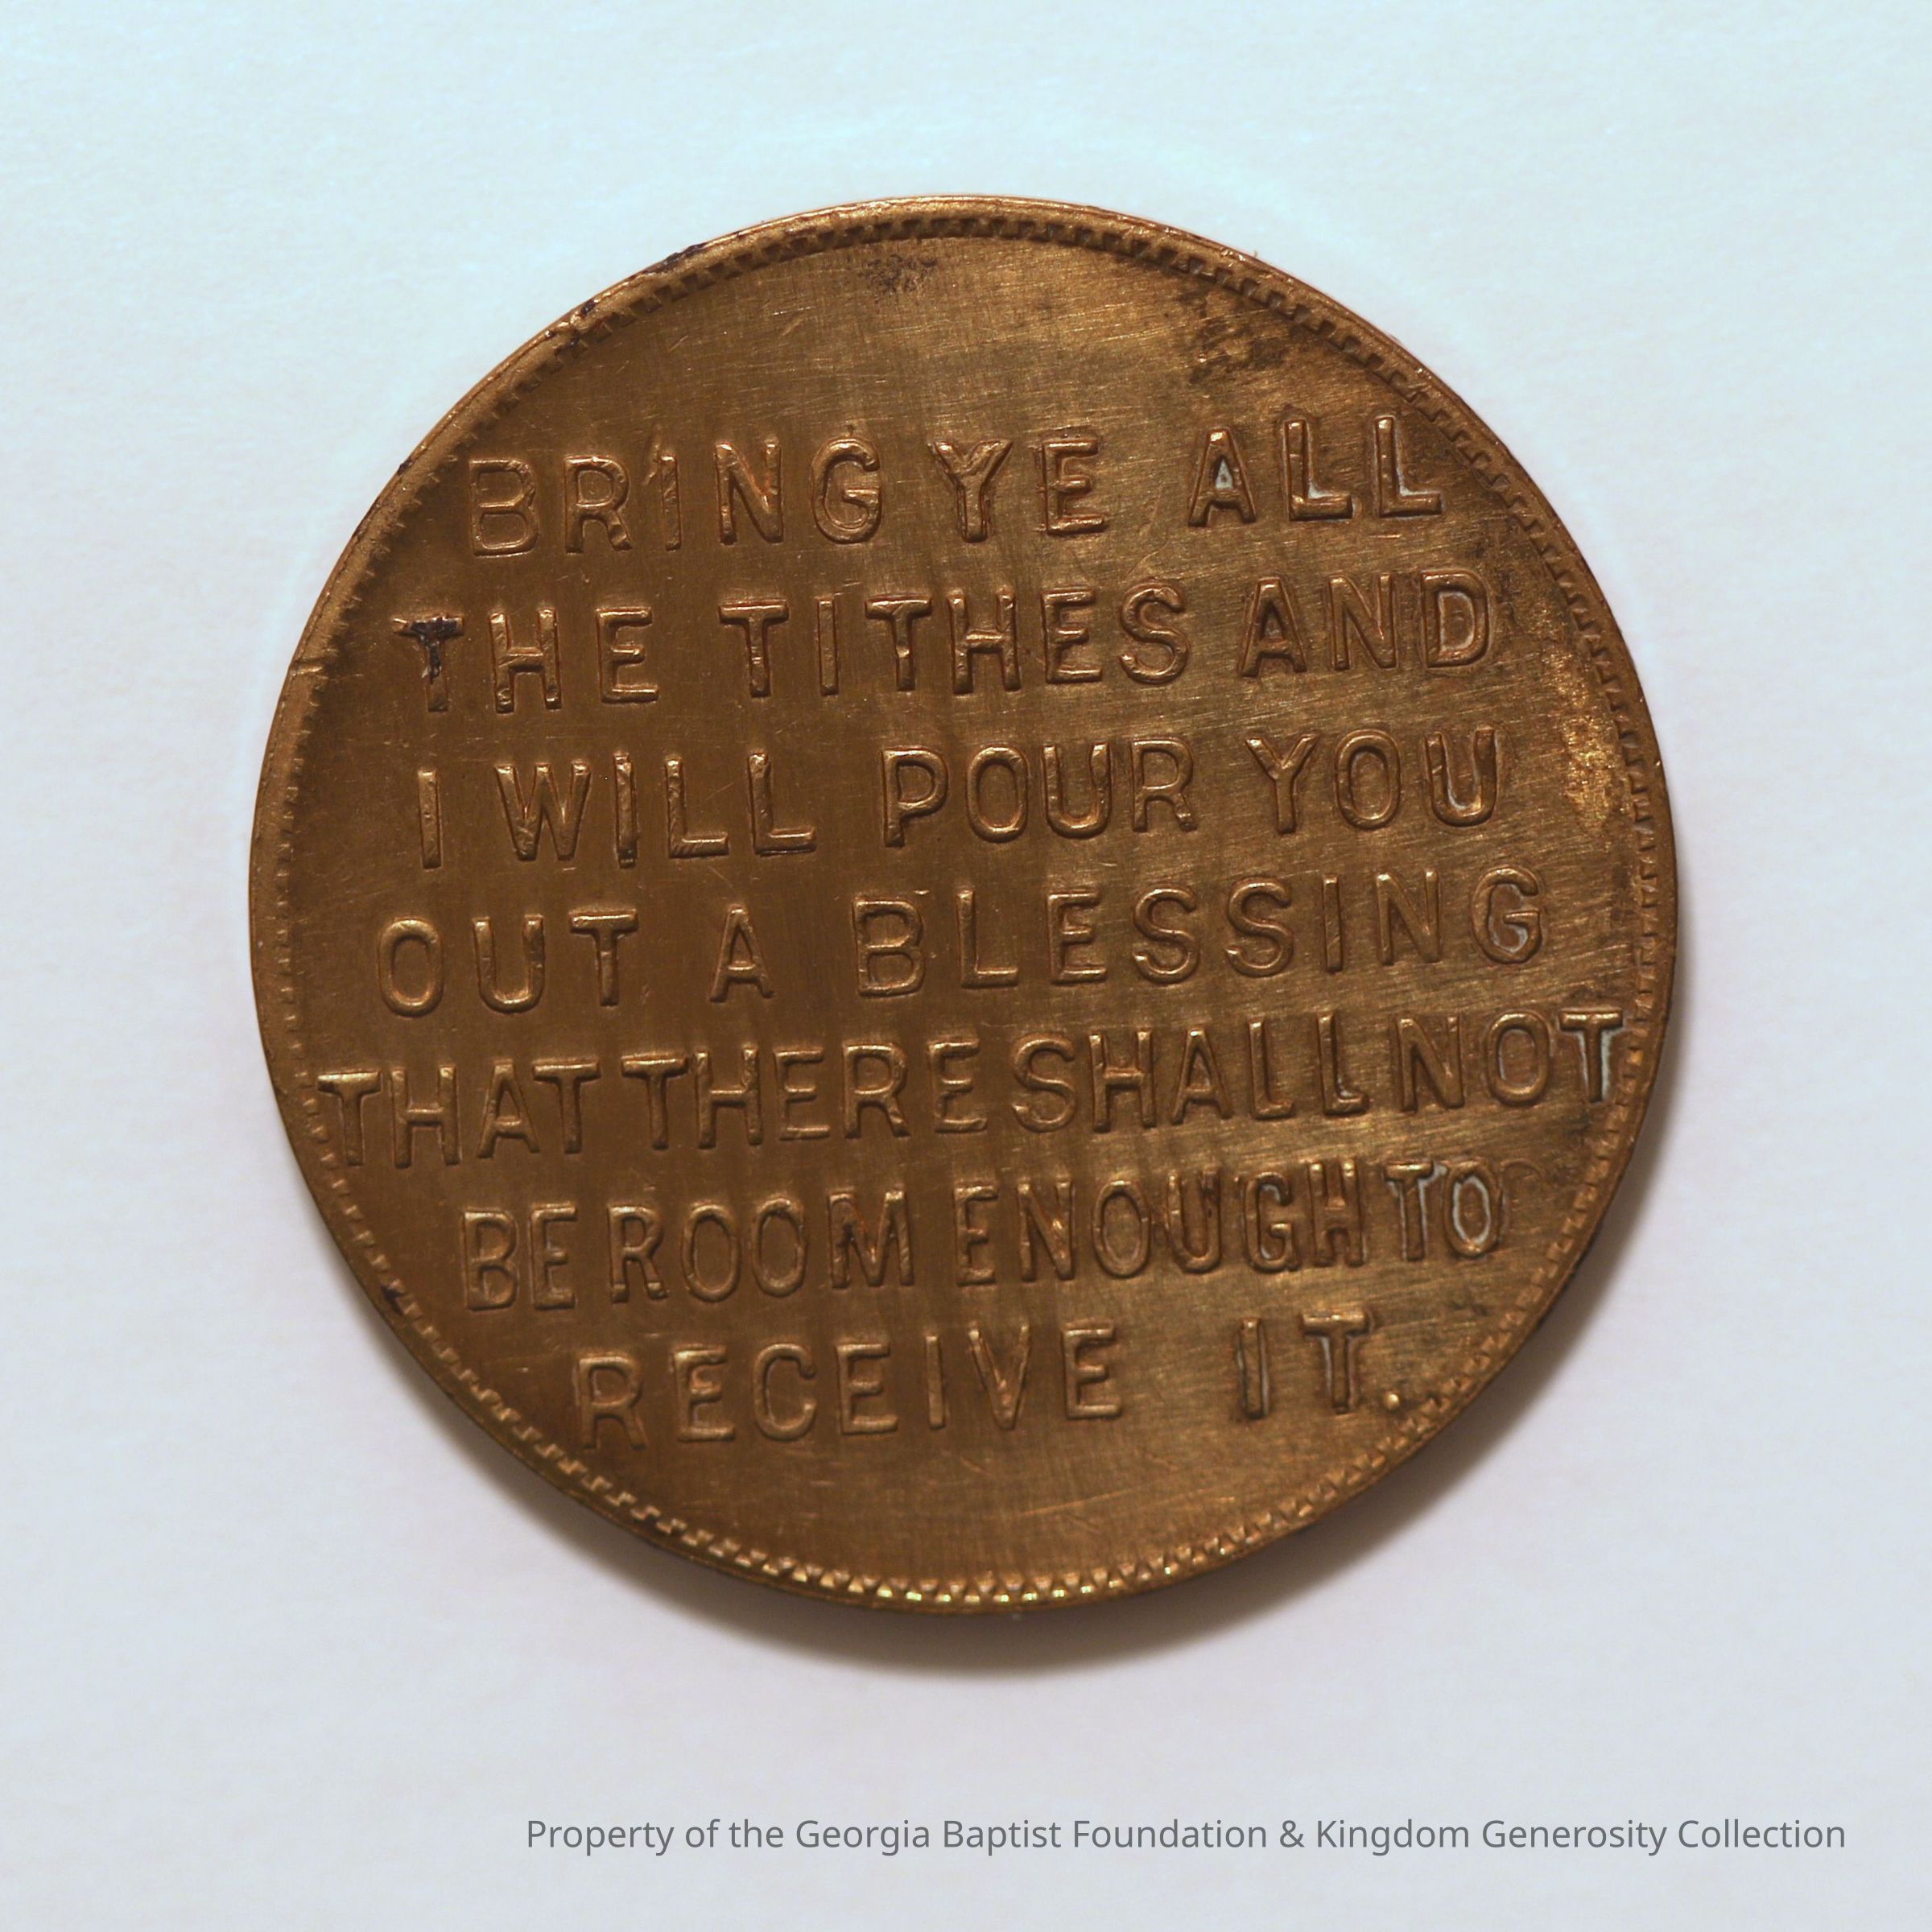 BRING YE ALL
THE TITHES AND
I WILL POUR YOU
OUT A BLESSING
THAT THERE SHALL NOT
BE ROOM ENOUGH TO
RECEIVE IT.
Property of the Georgia Baptist Foundation & Kingdom Generosity Collection